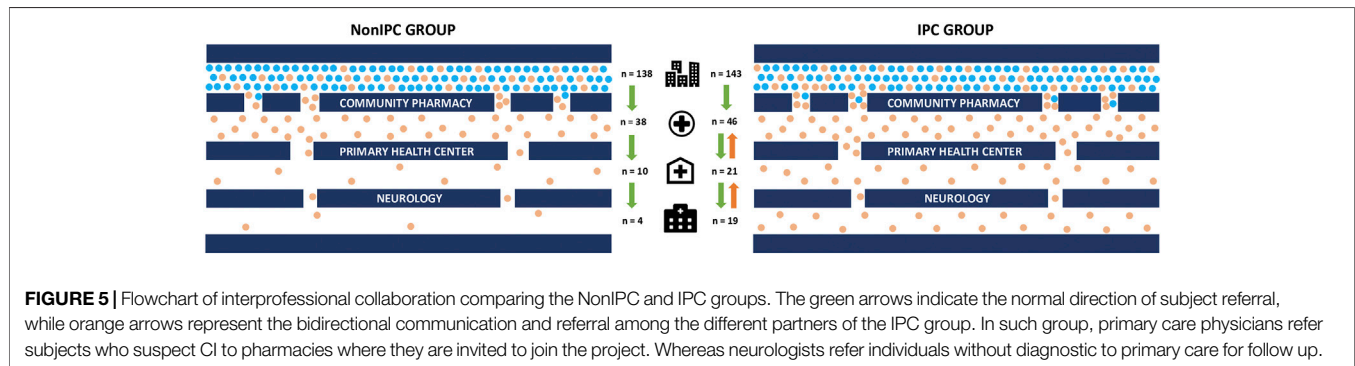 NonIPC GROUP
IPC GROUP
n = 138
n = 143
COMMUNITY PHARMACY
COMMUNITY PHARMACY
n = 38
n = 46
PRIMARY HEALTH CENTER
PRIMARY HEALTH CENTER
n = 10
n = 21
NEUROLOGY
NEUROLOGY
n = 4
n = 19
FIGURE 5 | Flowchart of interprofessional collaboration comparing the NonIPC and IPC groups. The green arrows indicate the normal direction of subject referral,
while orange arrows represent the bidirectional communication and referral among the different partners of the IPC group. In such group, primary care physicians refer
subjects who suspect CI to pharmacies where they are invited to join the project. Whereas neurologists refer individuals without diagnostic to primary care for follow up.